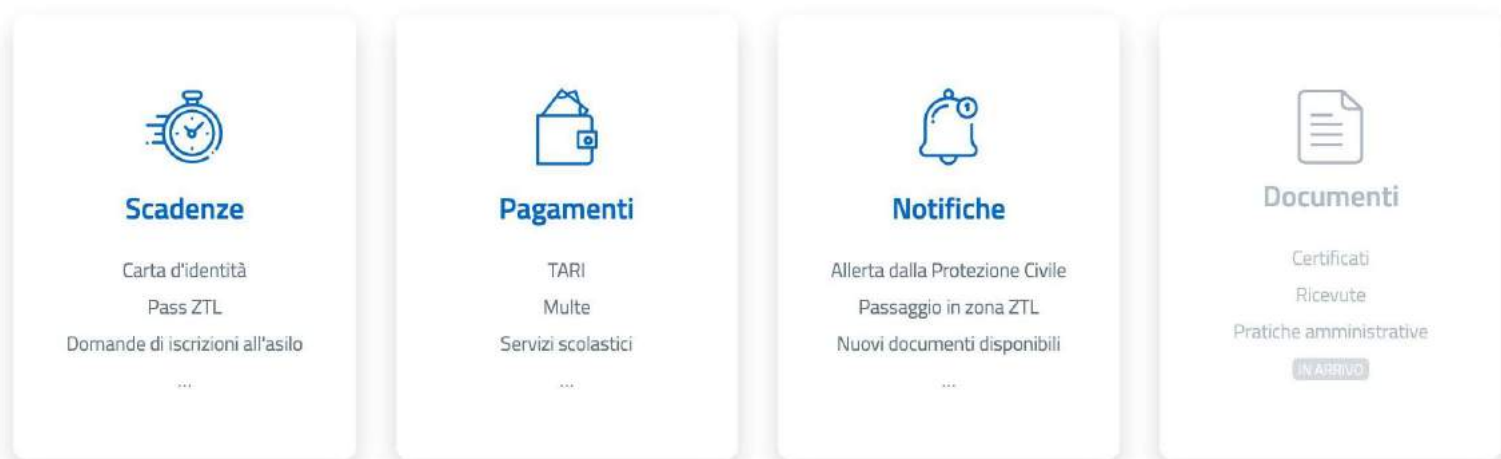 Scadenze
Carta d'identità
Pass ZTL
Domande di iscrizioni all'asilo
...
Pagamenti
TARI
Multe
Servizi scolastici
...
1
Notifiche
Allerta dalla Protezione Civile
Passaggio in zona ZTL
Nuovi documenti disponibili
...
Documenti
Certificati
Ricevute
Pratiche amministrative
IN ARRIVO